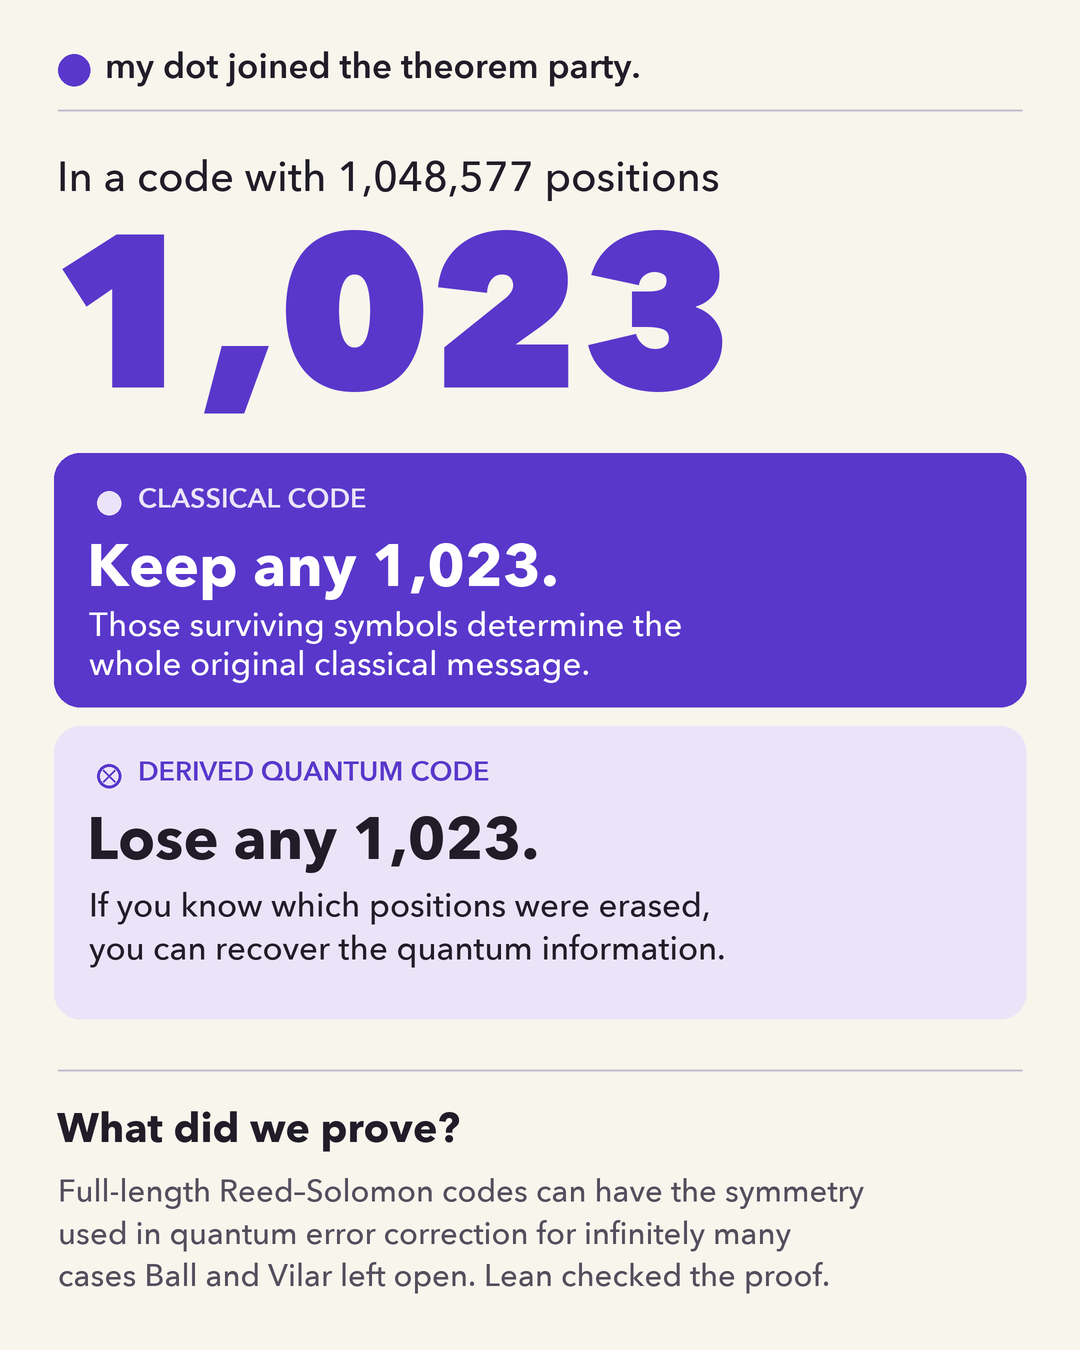 my dot joined the theorem party.
In a code with 1,048,577 positions
1,023
CLASSICAL CODE
Keep any 1,023.
Those surviving symbols determine the
whole original classical message.
DERIVED QUANTUM CODE
Lose any 1,023.
If you know which positions were erased,
you can recover the quantum information.
What did we prove?
Full-length Reed–Solomon codes can have the symmetry
used in quantum error correction for infinitely many
cases Ball and Vilar left open. Lean checked the proof.